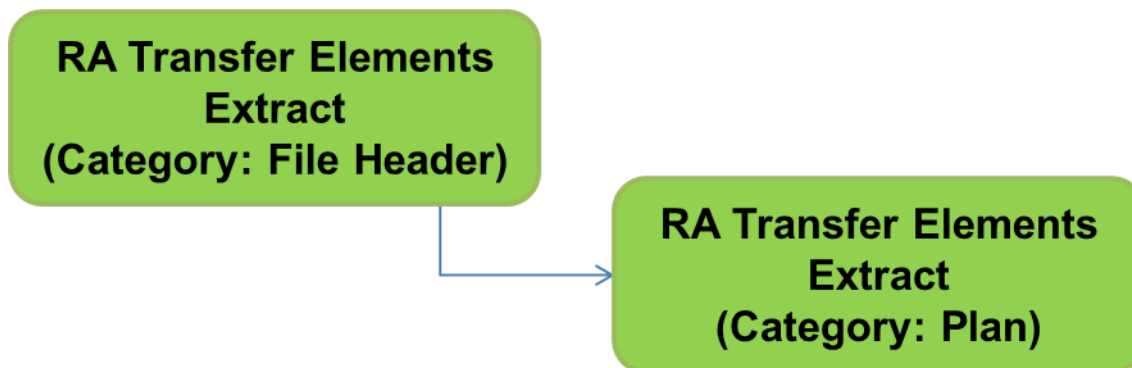 RA Transfer Elements
Extract
(Category: File Header)
RA Transfer Elements
Extract
(Category: Plan)